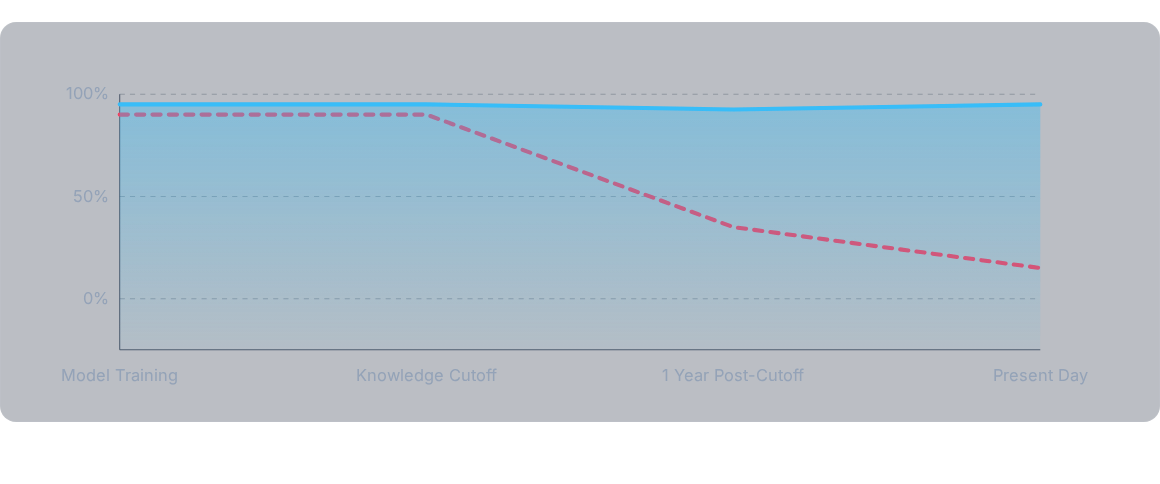 100%
50%
0%
Model Training
Knowledge Cutoff
1 Year Post-Cutoff
Present Day